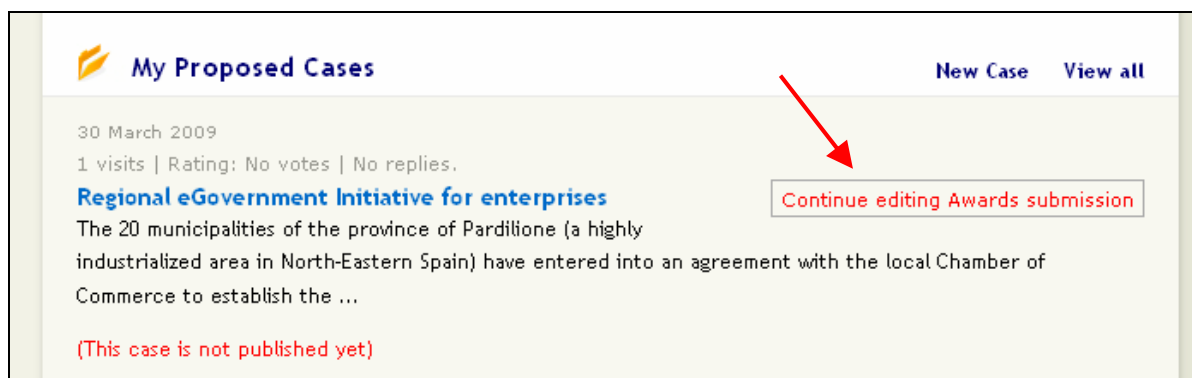 My Proposed Cases
New Case View all
30 March 2009
1 visits | Rating: No votes | No replies.
Regional eGovernment Initiative for enterprises
Continue editing Awards submission
The 20 municipalities of the province of Pardilione (a highly
industrialized area in North-Eastern Spain) have entered into an agreement with the local Chamber of
Commerce to establish the ...
(This case is not published yet)